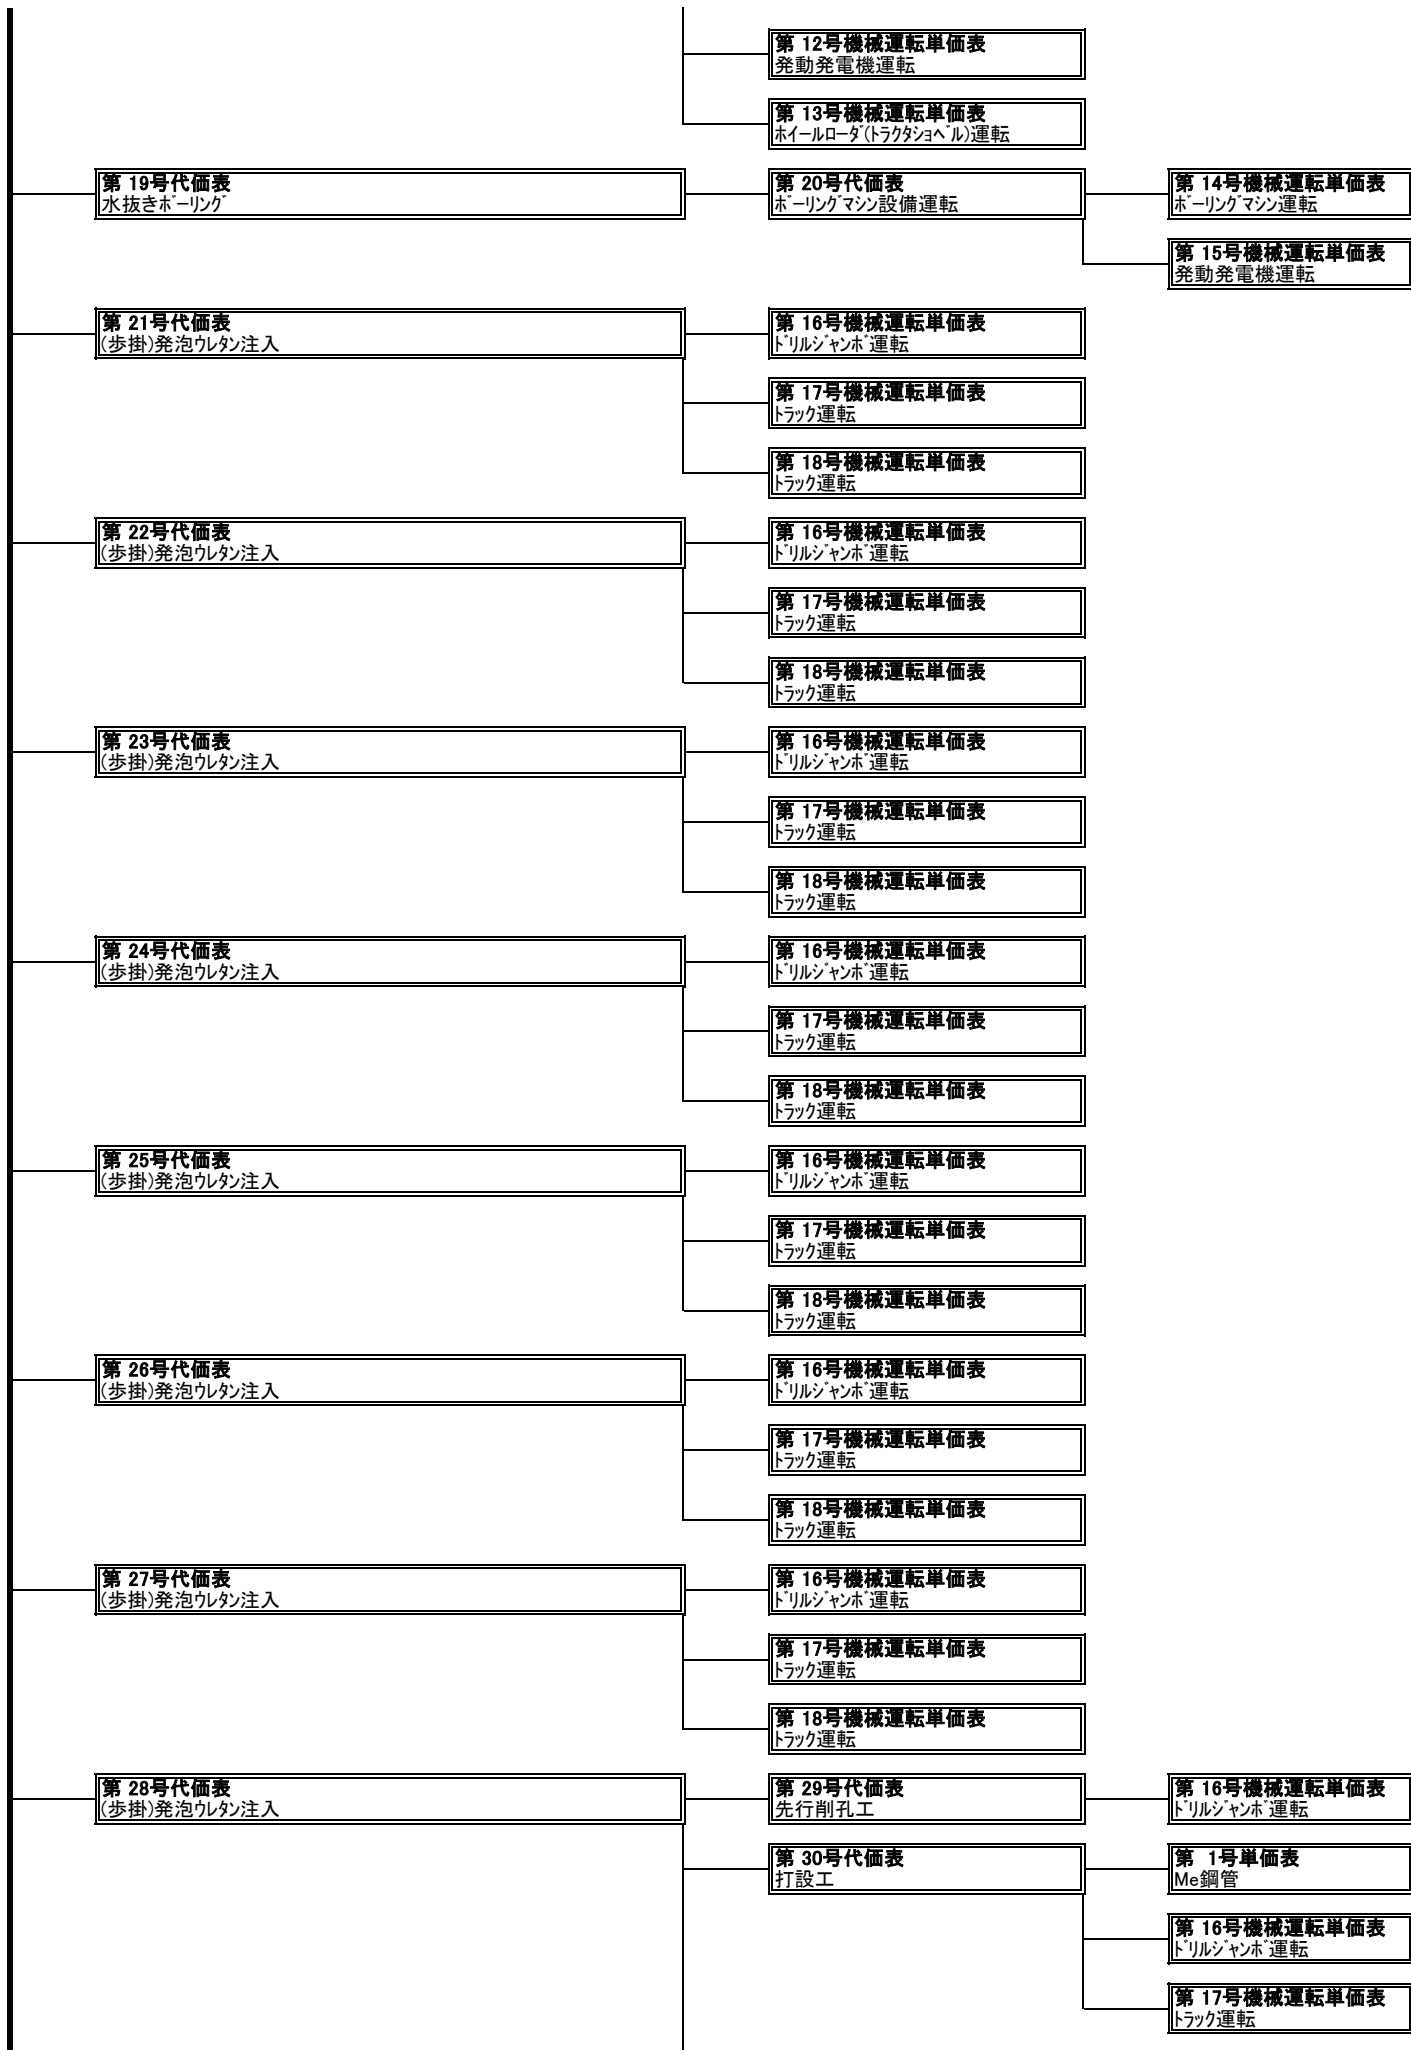 第 12号機械運転単価表
発動発電機運転
第 13号機械運転単価表
ﾎｲｰﾙﾛｰﾀﾞ(ﾄﾗｸﾀｼｮﾍﾞﾙ)運転
第 19号代価表
水抜きﾎﾞｰﾘﾝｸﾞ
第 20号代価表
ﾎﾞｰﾘﾝｸﾞﾏｼﾝ設備運転
第 14号機械運転単価表
ﾎﾞｰﾘﾝｸﾞﾏｼﾝ運転
第 15号機械運転単価表
発動発電機運転
第 21号代価表
(歩掛)発泡ｳﾚﾀﾝ注入
第 16号機械運転単価表
ﾄﾞﾘﾙｼﾞｬﾝﾎﾞ運転
第 17号機械運転単価表
ﾄﾗｯｸ運転
第 18号機械運転単価表
ﾄﾗｯｸ運転
第 22号代価表
(歩掛)発泡ｳﾚﾀﾝ注入
第 16号機械運転単価表
ﾄﾞﾘﾙｼﾞｬﾝﾎﾞ運転
第 17号機械運転単価表
ﾄﾗｯｸ運転
第 18号機械運転単価表
ﾄﾗｯｸ運転
第 23号代価表
(歩掛)発泡ｳﾚﾀﾝ注入
第 16号機械運転単価表
ﾄﾞﾘﾙｼﾞｬﾝﾎﾞ運転
第 17号機械運転単価表
ﾄﾗｯｸ運転
第 18号機械運転単価表
ﾄﾗｯｸ運転
第 24号代価表
(歩掛)発泡ｳﾚﾀﾝ注入
第 16号機械運転単価表
ﾄﾞﾘﾙｼﾞｬﾝﾎﾞ運転
第 17号機械運転単価表
ﾄﾗｯｸ運転
第 18号機械運転単価表
ﾄﾗｯｸ運転
第 25号代価表
(歩掛)発泡ｳﾚﾀﾝ注入
第 16号機械運転単価表
ﾄﾞﾘﾙｼﾞｬﾝﾎﾞ運転
第 17号機械運転単価表
ﾄﾗｯｸ運転
第 18号機械運転単価表
ﾄﾗｯｸ運転
第 26号代価表
(歩掛)発泡ｳﾚﾀﾝ注入
第 16号機械運転単価表
ﾄﾞﾘﾙｼﾞｬﾝﾎﾞ運転
第 17号機械運転単価表
ﾄﾗｯｸ運転
第 18号機械運転単価表
ﾄﾗｯｸ運転
第 27号代価表
(歩掛)発泡ｳﾚﾀﾝ注入
第 16号機械運転単価表
ﾄﾞﾘﾙｼﾞｬﾝﾎﾞ運転
第 17号機械運転単価表
ﾄﾗｯｸ運転
第 18号機械運転単価表
ﾄﾗｯｸ運転
第 28号代価表
(歩掛)発泡ｳﾚﾀﾝ注入
第 29号代価表
先行削孔工
第 16号機械運転単価表
ﾄﾞﾘﾙｼﾞｬﾝﾎﾞ運転
第 30号代価表
打設工
第  1号単価表
Me鋼管
第 16号機械運転単価表
ﾄﾞﾘﾙｼﾞｬﾝﾎﾞ運転
第 17号機械運転単価表
ﾄﾗｯｸ運転